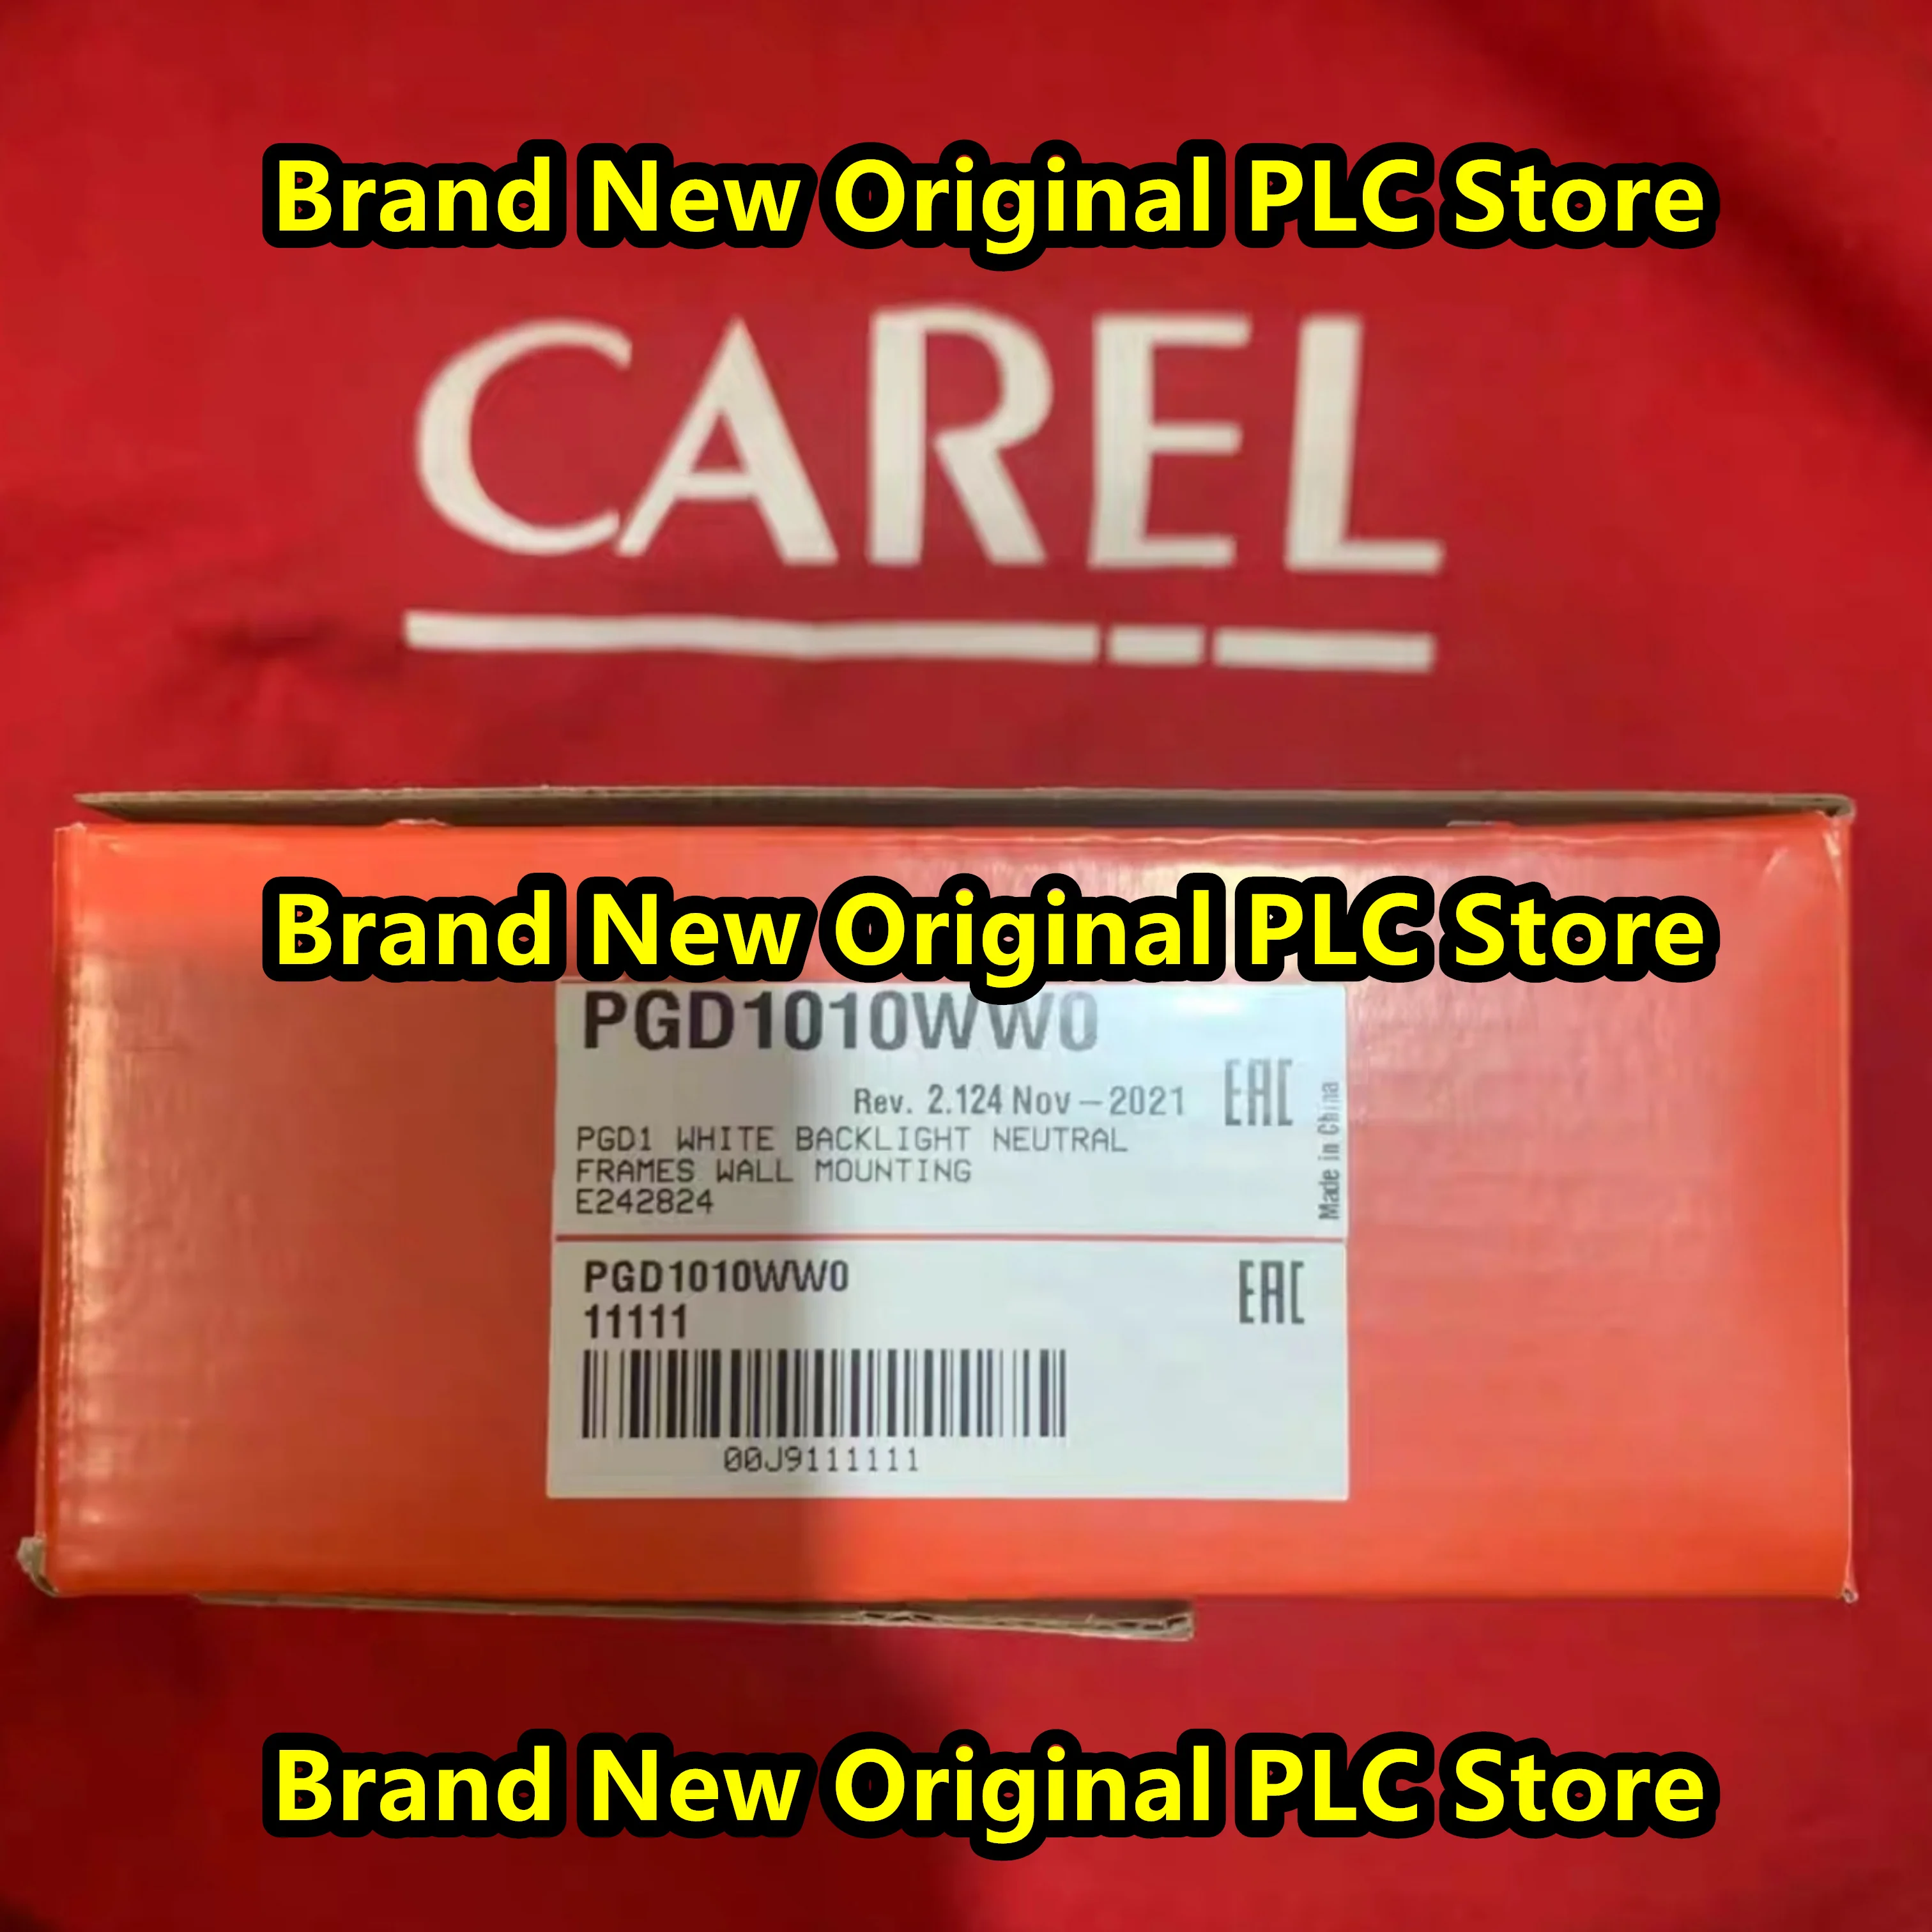 Brand New Original PLC Store
CAREL
Brand New Original PLC Store
PGD1010WW0
Rev. 2.124 Nov-2021
EAC
PGD1 WHITE BACKLIGHT NEUTRAL
FRAMES WALL MOUNTING
E242824
Made in China
PGD1010WW0
EAC
11111
00J9111111
Brand New Original PLC Store